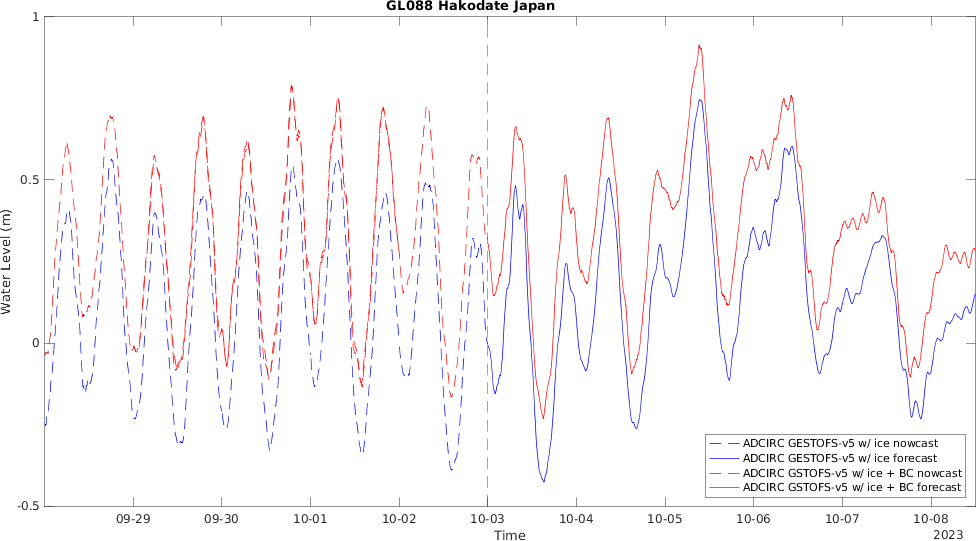 GL088 Hakodate Japan
1
0.5
0
-0.5
Water Level (m)
09-29 09-30 10-01 10-02 10-03 10-04 10-05 10-06 10-07 10-08
Time
2023
ADCIRC GESTOFS-v5 w/ ice nowcast
ADCIRC GESTOFS-v5 w/ ice forecast
ADCIRC GSTOFS-v5 w/ ice + BC nowcast
ADCIRC GSTOFS-v5 w/ ice + BC forecast